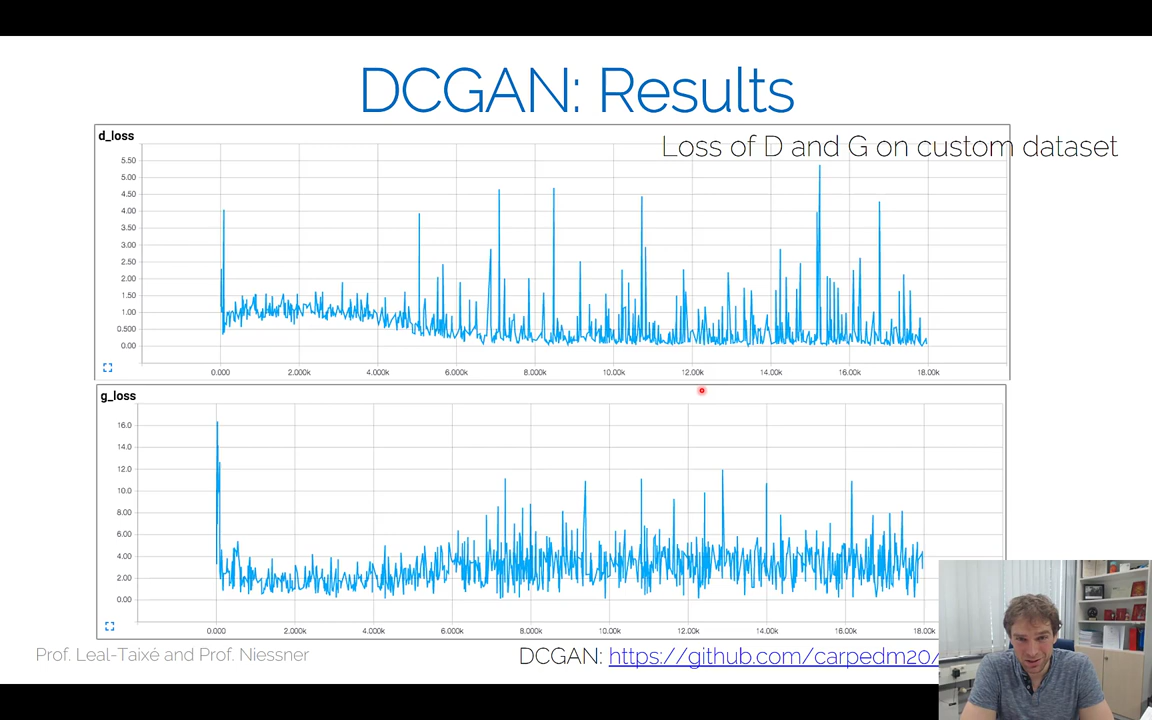 DCGAN: Results
d_loss
Loss of D and G on custom dataset
5.50
5.00
4.50
4.00
3.50
3.00
2.50
2.00
1.50
1.00
0.500
0.00
0.000 2.000k 4.000k 6.000k 8.000k 10.00k 12.00k 14.00k 16.00k 18.00k
g_loss
16.0
14.0
12.0
10.0
8.00
6.00
4.00
2.00
0.00
0.000 2.000k 4.000k 6.000k 8.000k 10.00k 12.00k 14.00k 16.00k 18.00k
Prof. Leal-Taixé and Prof. Niessner
DCGAN: https://github.com/carpedm20/